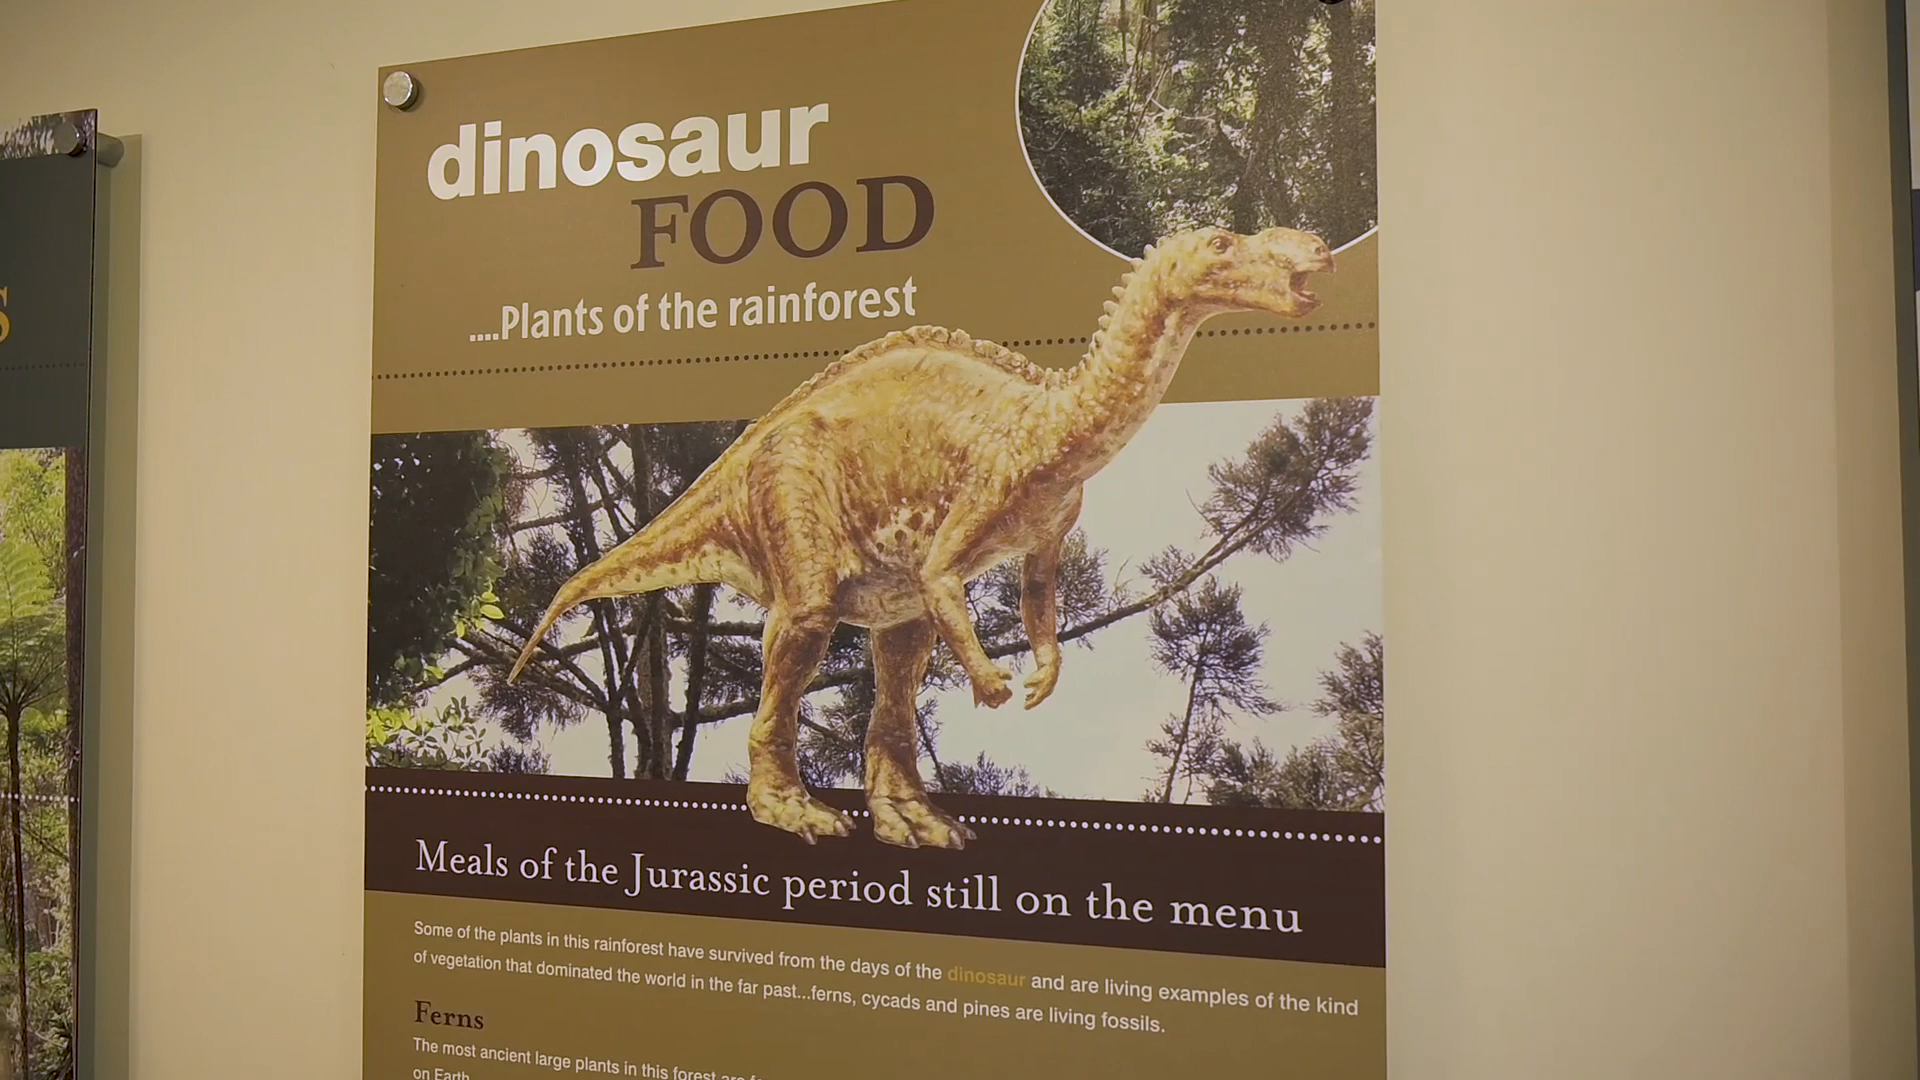 dinosaur
FOOD
....Plants of the rainforest
Meals of the Jurassic period still on the menu
Some of the plants in this rainforest have survived from the days of the dinosaur and are living examples of the kind
of vegetation that dominated the world in the far past...ferns, cycads and pines are living fossils.
Ferns
The most ancient large plants in this forest are
on Earth
S